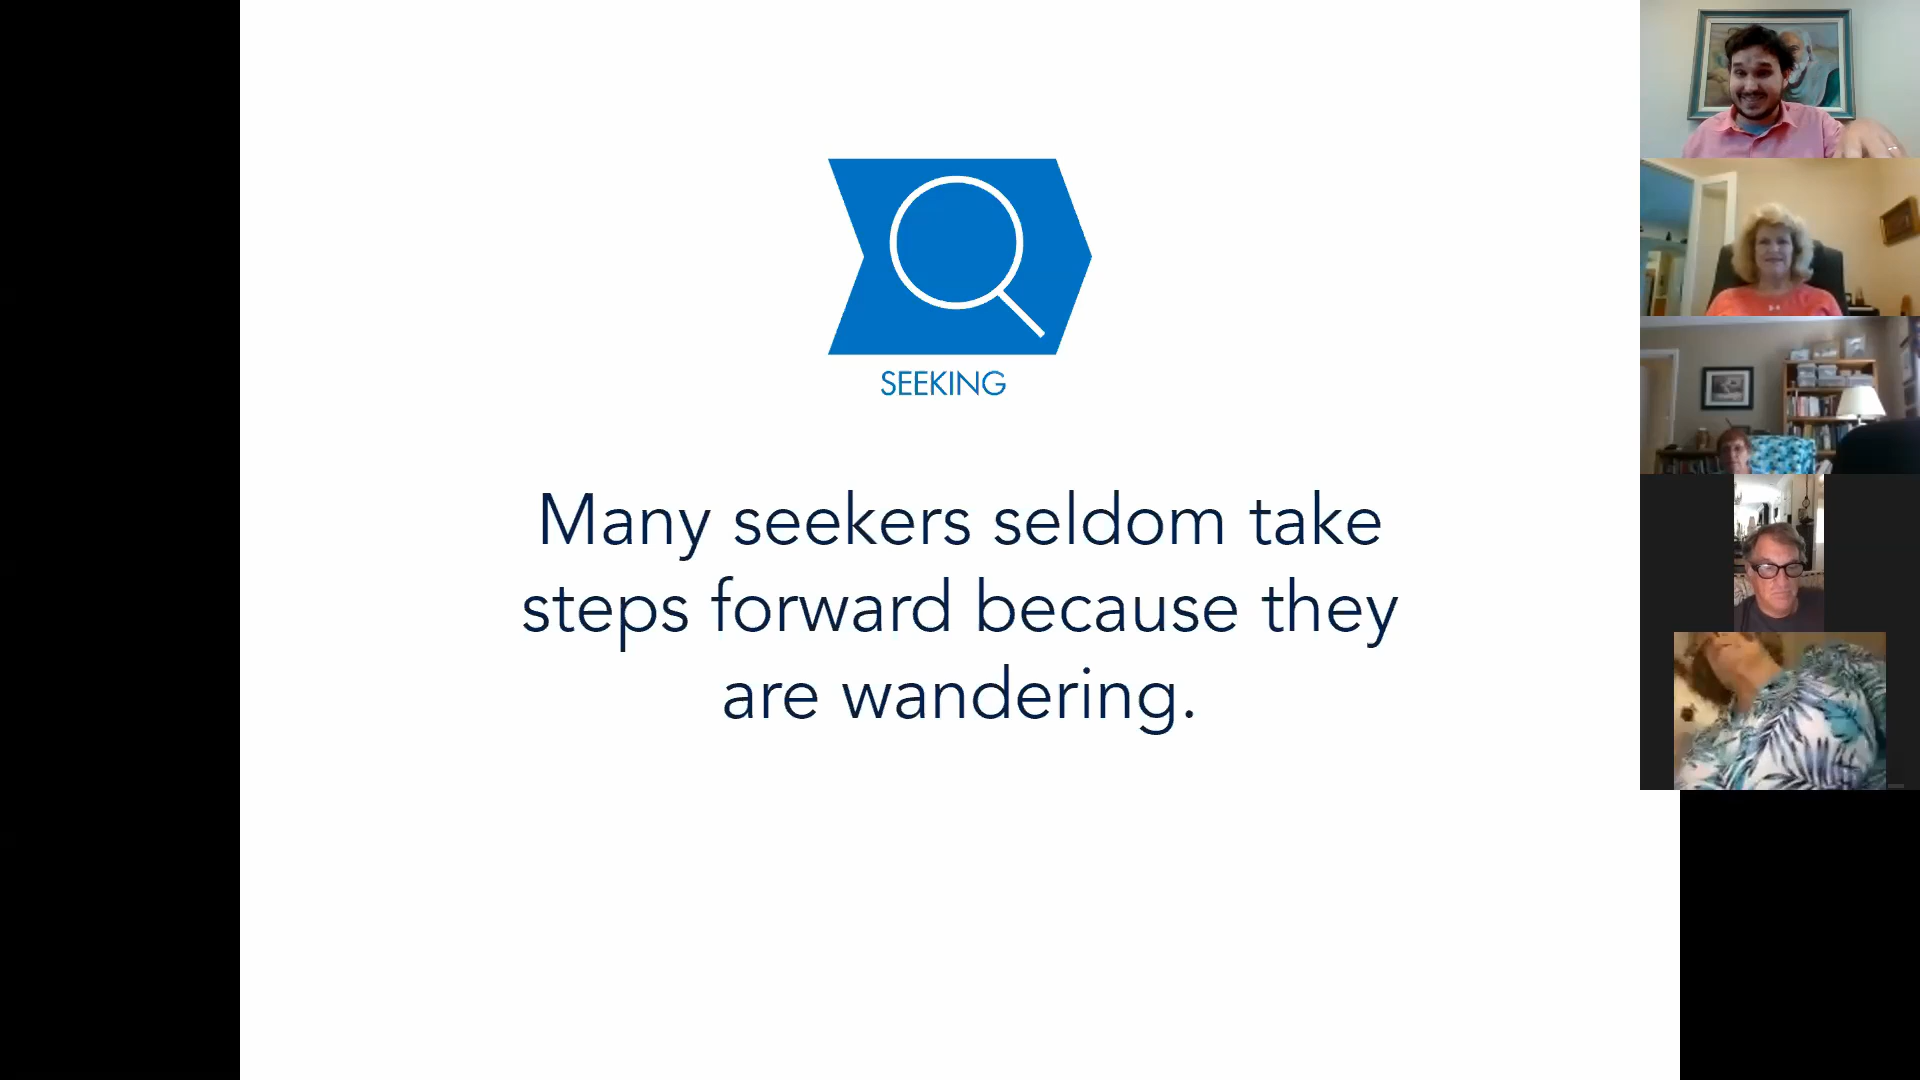 SEEKING
Many seekers seldom take
steps forward because they
are wandering.